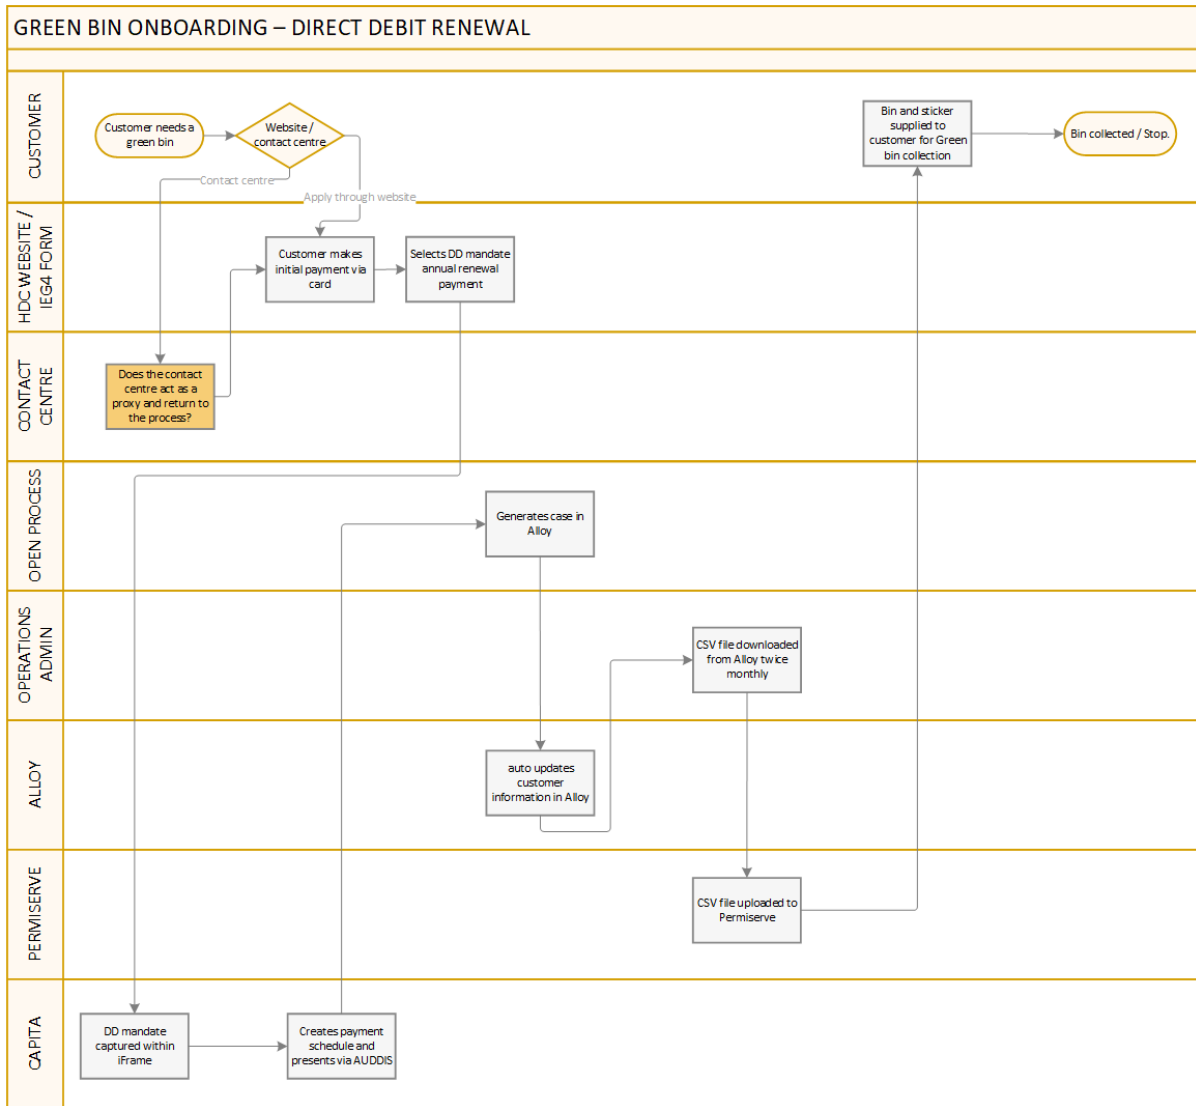 GREEN BIN ONBOARDING – DIRECT DEBIT RENEWAL
CUSTOMER
Customer needs a
green bin
Website /
contact centre
Contact centre
Apply through website
Bin and sticker
supplied to
customer for Green
bin collection
Bin collected / Stop.
HDC WEBSITE /
IEG4 FORM
Customer makes
initial payment via
card
Selects DD mandate
annual renewal
payment
CONTACT
CENTRE
Does the contact
centre act as a
proxy and return to
the process?
OPEN PROCESS
Generates case in
Alloy
OPERATIONS
ADMIN
CSV file downloaded
from Alloy twice
monthly
ALLOY
auto updates
customer
information in Alloy
PERMISERVE
CSV file uploaded to
Permiserve
CAPITA
DD mandate
captured within
iFrame
Creates payment
schedule and
presents via AUDDIS